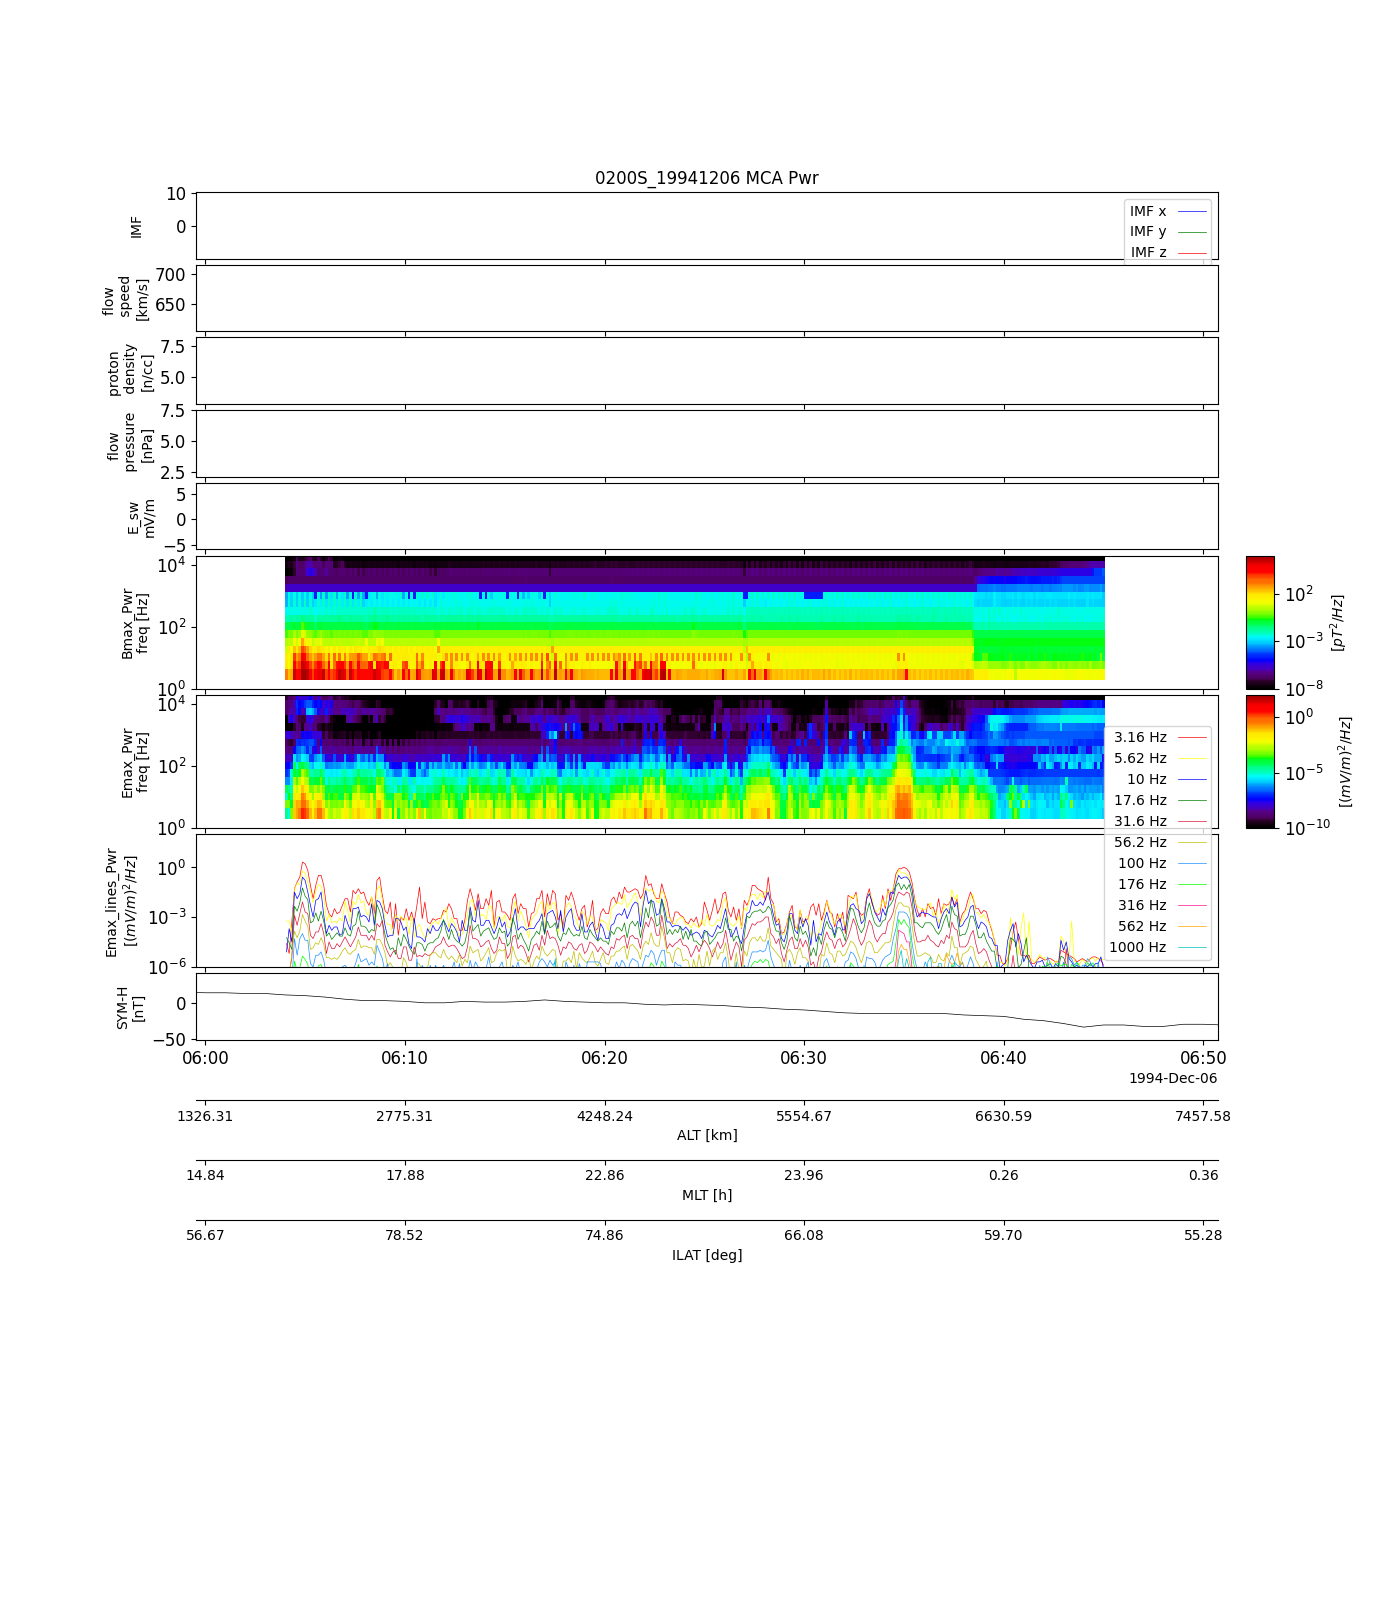 0200S_19941206 MCA Pwr
10
0
IMF
IMF x
IMF y
IMF z
700
650
flow
speed
[km/s]
7.5
5.0
proton
density
[n/cc]
7.5
5.0
2.5
flow
pressure
[nPa]
5
0
−5
E_sw
mV/m
10^4
10^2
10^0
Bmax_Pwr
freq [Hz]
10^2
10^−3
10^−8
[pT^2/Hz]
10^4
10^2
10^0
Emax_Pwr
freq [Hz]
10^0
10^−5
10^−10
[(mV/m)^2/Hz]
3.16 Hz
5.62 Hz
10 Hz
17.6 Hz
31.6 Hz
56.2 Hz
100 Hz
176 Hz
316 Hz
562 Hz
1000 Hz
10^0
10^−3
10^−6
Emax_lines_Pwr
[(mV/m)^2/Hz]
0
−50
SYM-H
[nT]
06:00 06:10 06:20 06:30 06:40 06:50
1994-Dec-06
1326.31 2775.31 4248.24 5554.67 6630.59 7457.58
ALT [km]
14.84 17.88 22.86 23.96 0.26 0.36
MLT [h]
56.67 78.52 74.86 66.08 59.70 55.28
ILAT [deg]